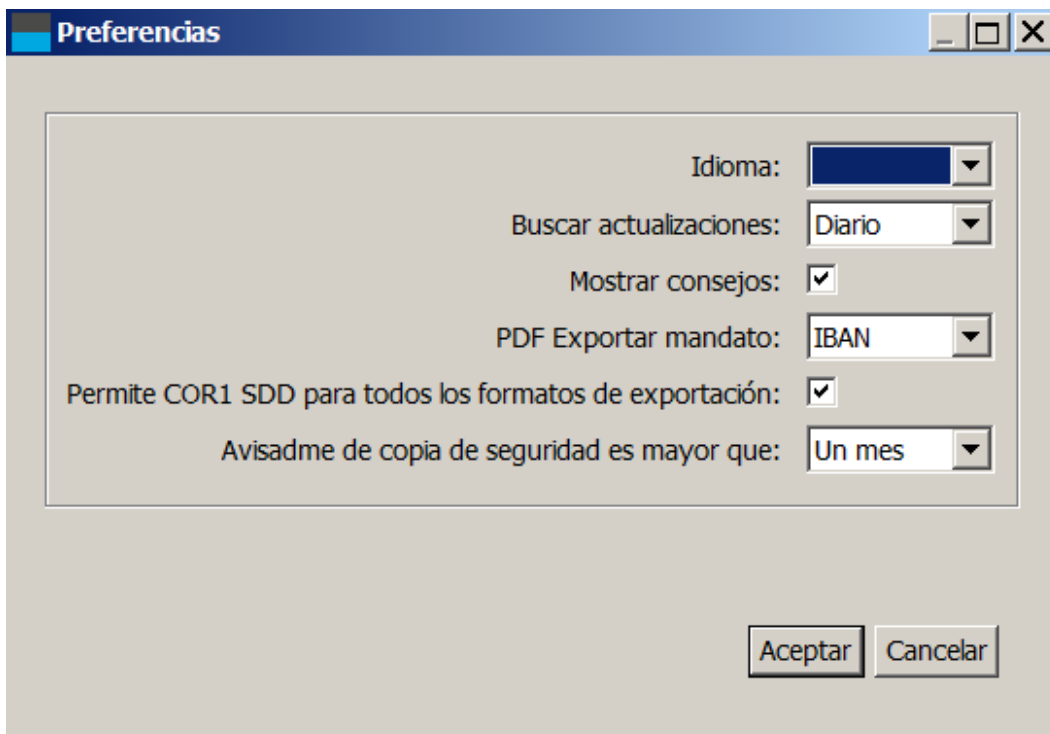 Preferencias
Idioma:
Buscar actualizaciones: Diario
Mostrar consejos:
PDF Exportar mandato: IBAN
Permite COR1 SDD para todos los formatos de exportación:
Avisadme de copia de seguridad es mayor que: Un mes
Aceptar Cancelar